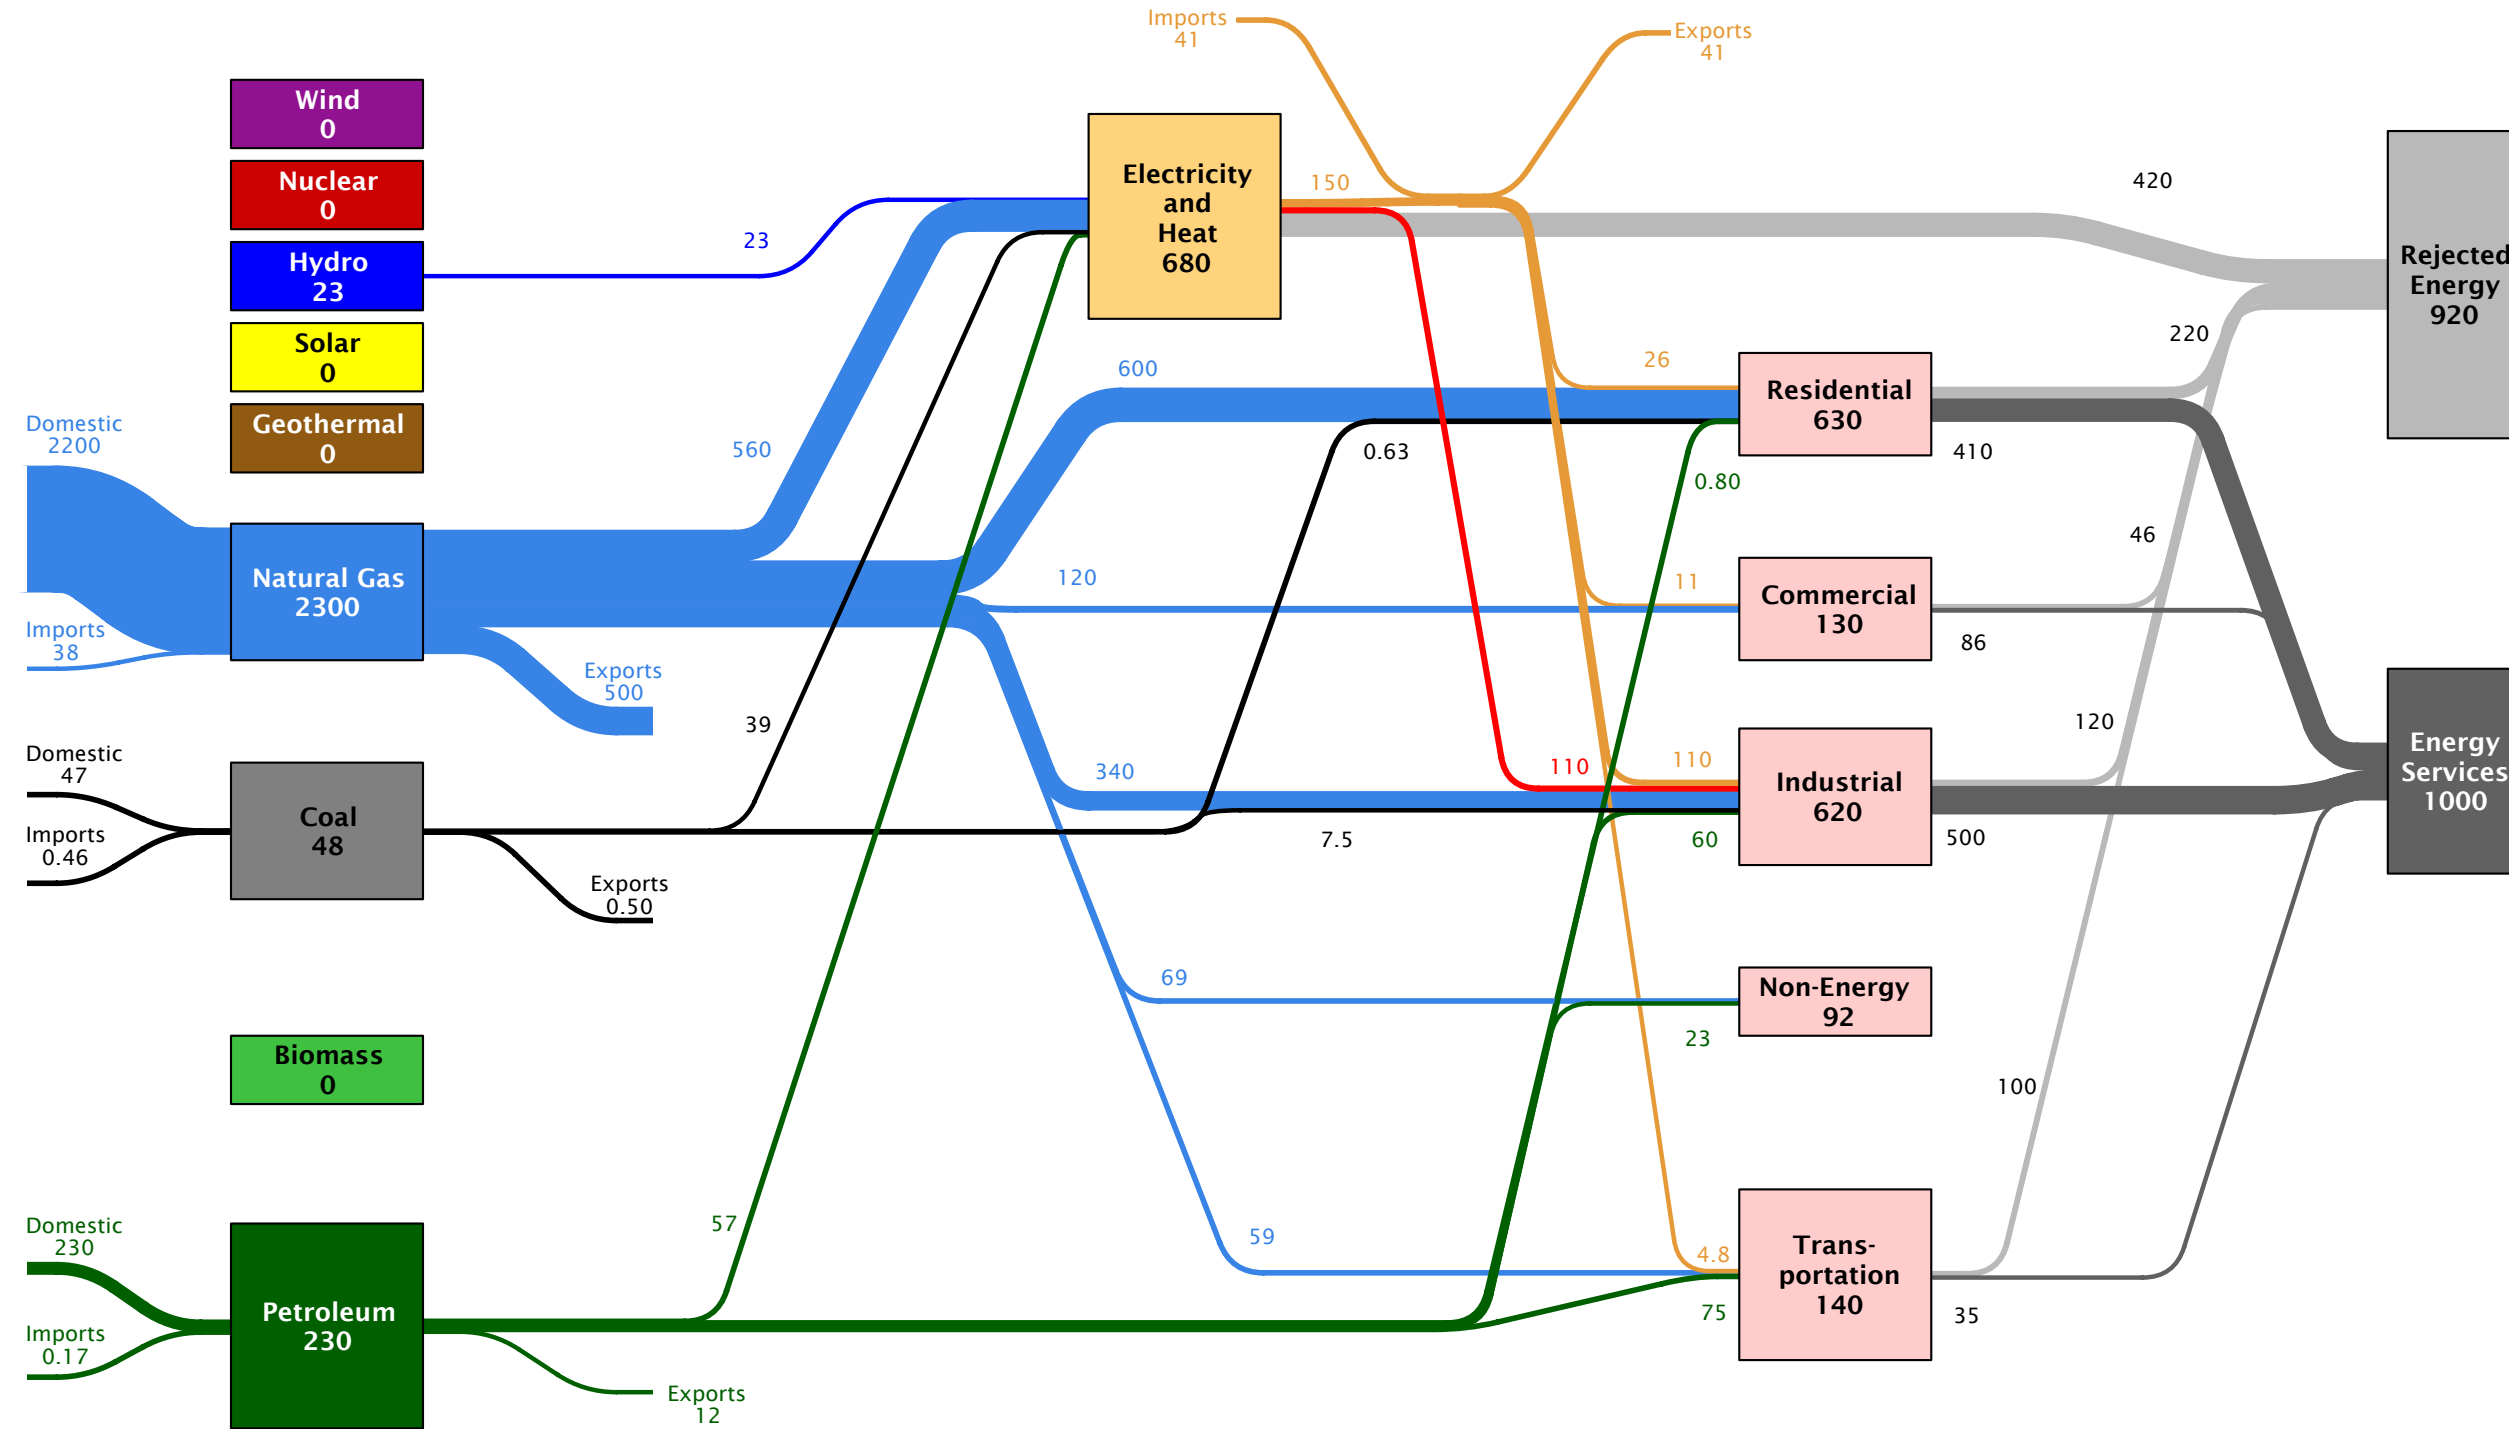 Imports
41
Exports
41
Wind
0
Nuclear
0
Hydro
23
Solar
0
Geothermal
0
Domestic
2200
Natural Gas
2300
Imports
38
Exports
500
Domestic
47
Imports
0.46
Coal
48
Exports
0.50
Biomass
0
Domestic
230
Imports
0.17
Petroleum
230
Exports
12
23
560
39
57
Electricity
and
Heat
680
150
600
120
340
69
59
0.63
7.5
110
26
0.80
11
110
60
23
4.8
75
Residential
630
Commercial
130
Industrial
620
Non-Energy
92
Trans-
portation
140
420
220
410
46
86
120
500
100
35
Rejected
Energy
920
Energy
Services
1000